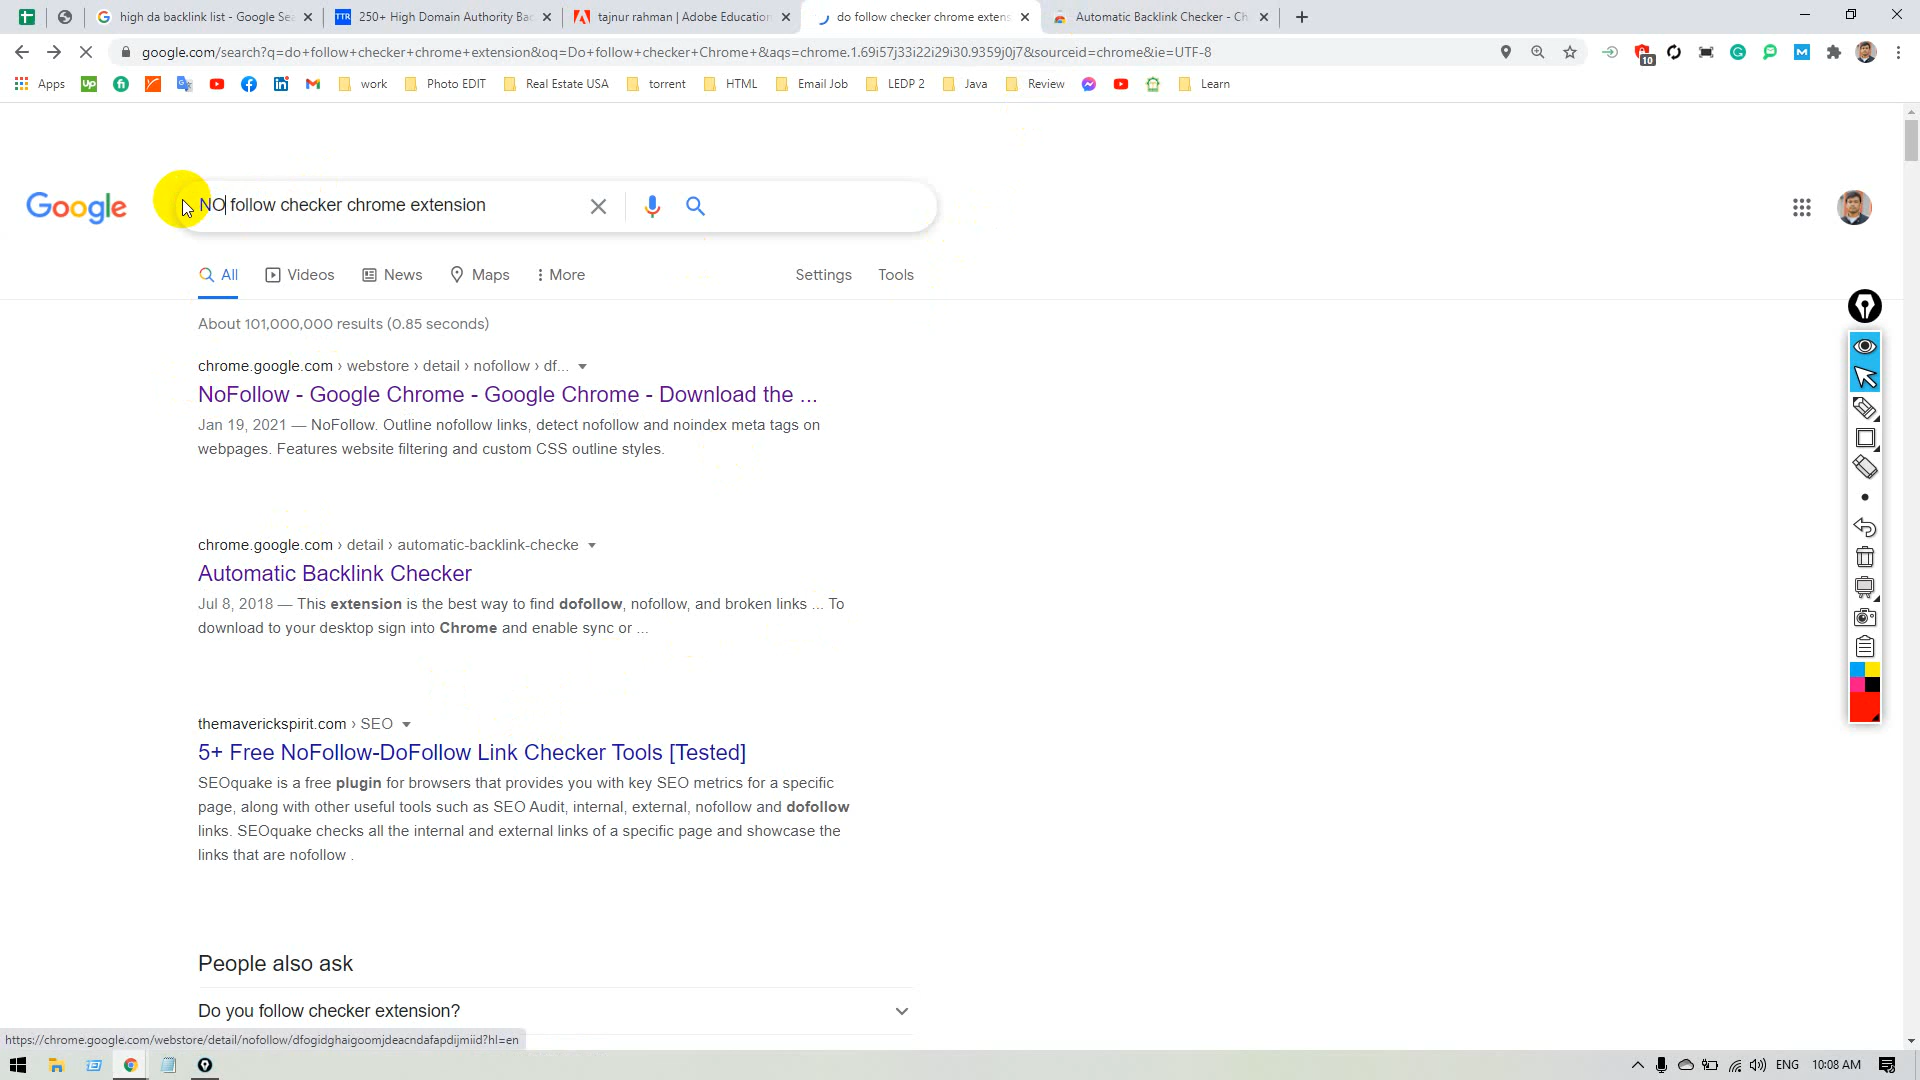 high da backlink list - Google Se
250+ High Domain Authority Bac
tajnur rahman | Adobe Education
do follow checker chrome extens
Automatic Backlink Checker - Ch
google.com/search?q=do+follow+checker+chrome+extension&oq=Do+follow+checker+Chrome+&aqs=chrome.1.69i57j33i22i29i30.9359j0j7&sourceid=chrome&ie=UTF-8
10
Apps
work
Photo EDIT
Real Estate USA
torrent
HTML
Email Job
LEDP 2
Java
Review
Learn
Google
NO follow checker chrome extension
All
Videos
News
Maps
More
Settings
Tools
About 101,000,000 results (0.85 seconds)
chrome.google.com › webstore › detail › nofollow › df...
NoFollow - Google Chrome - Google Chrome - Download the ...
Jan 19, 2021 — NoFollow. Outline nofollow links, detect nofollow and noindex meta tags on
webpages. Features website filtering and custom CSS outline styles.
chrome.google.com › detail › automatic-backlink-checke
Automatic Backlink Checker
Jul 8, 2018 — This extension is the best way to find dofollow, nofollow, and broken links ... To
download to your desktop sign into Chrome and enable sync or ...
themaverickspirit.com › SEO
5+ Free NoFollow-DoFollow Link Checker Tools [Tested]
SEOquake is a free plugin for browsers that provides you with key SEO metrics for a specific
page, along with other useful tools such as SEO Audit, internal, external, nofollow and dofollow
links. SEOquake checks all the internal and external links of a specific page and showcase the
links that are nofollow .
People also ask
Do you follow checker extension?
https://chrome.google.com/webstore/detail/nofollow/dfogidghaigoomjdeacndafapdijmiid?hl=en
ENG
10:08 AM